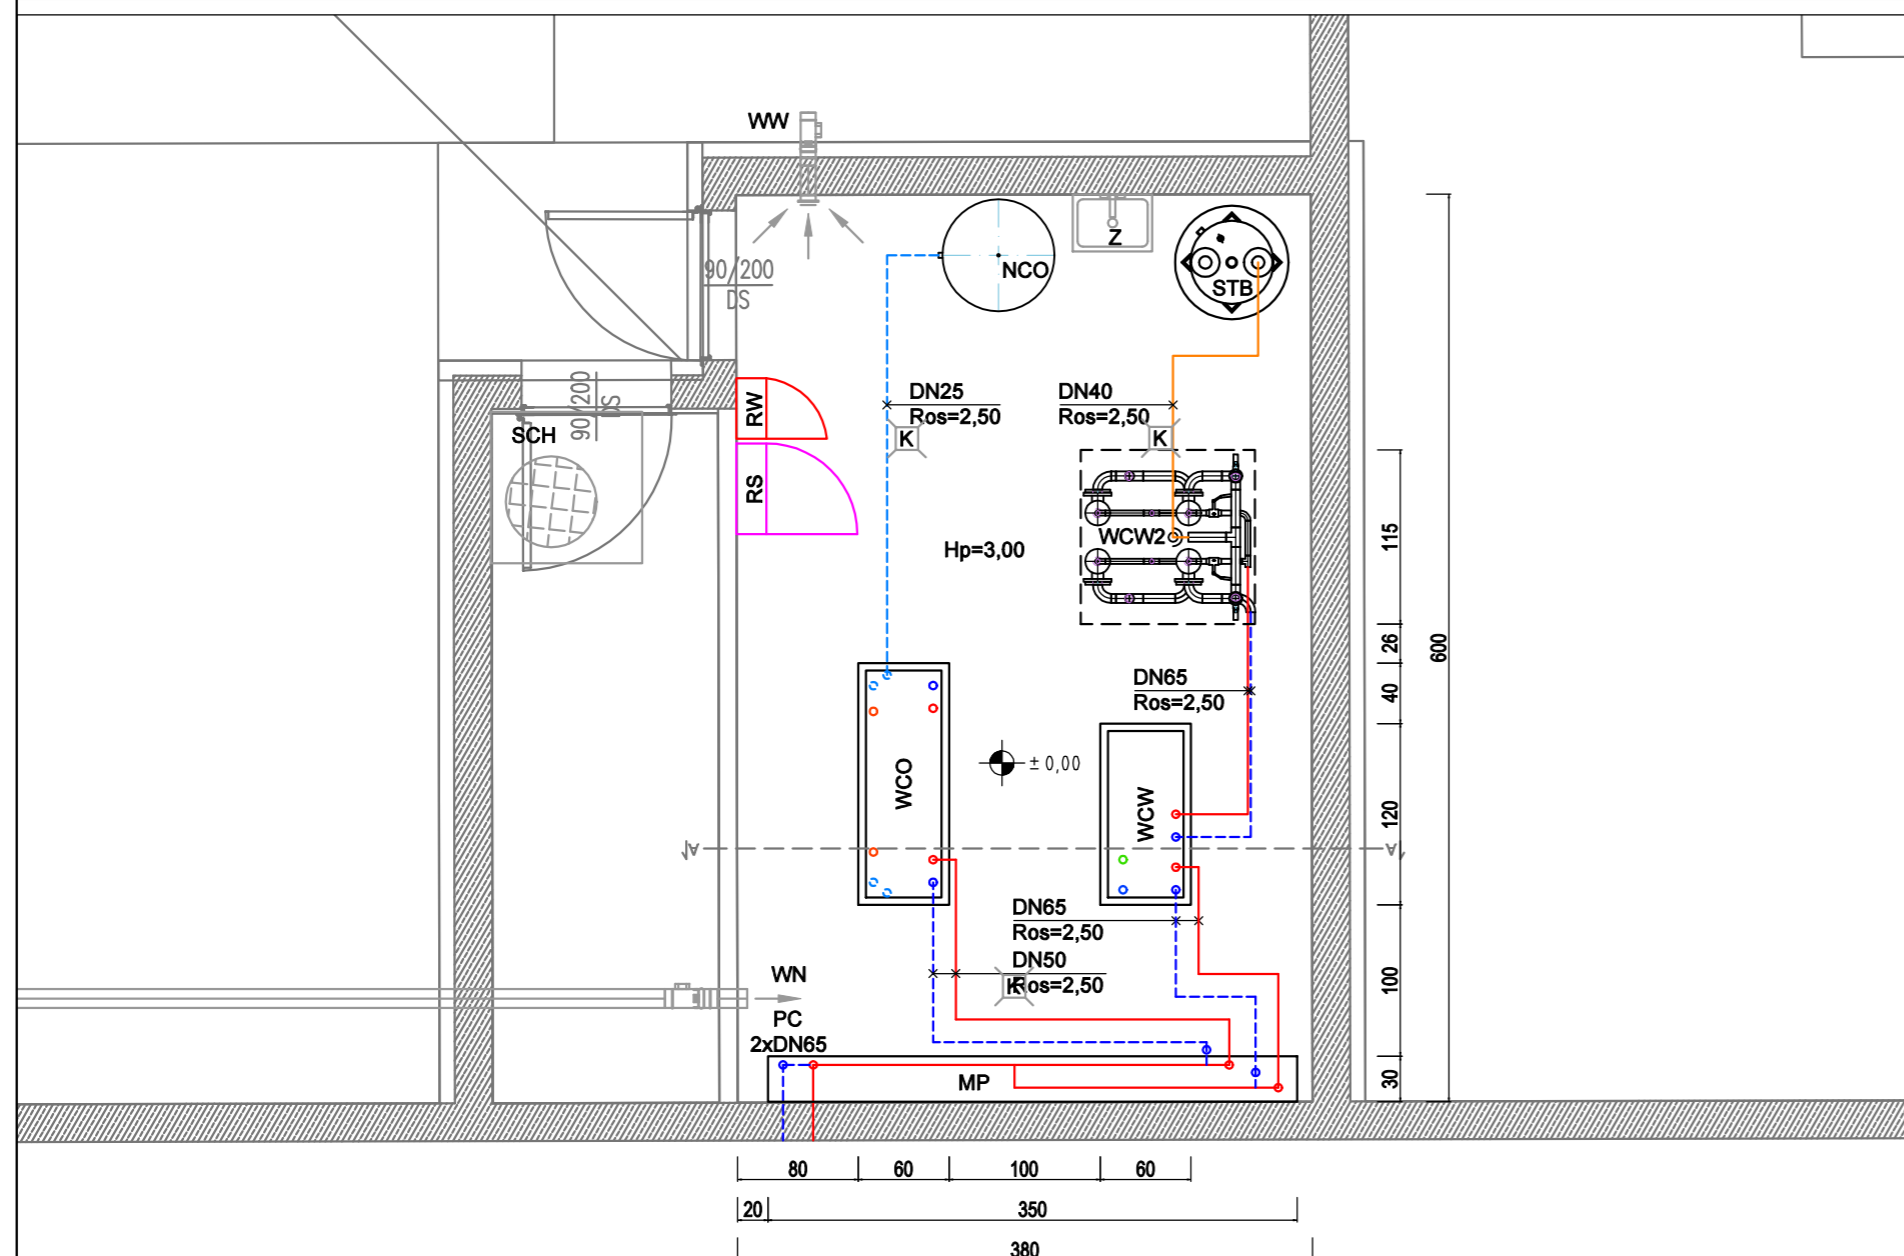 WW
Z
NCO
STB
90/200
DS
90/200
DS
SCH
RW
RS
DN25
Ros=2,50
K
DN40
Ros=2,50
K
WCW2
Hp=3,00
115
26
40
120
100
30
600
DN65
Ros=2,50
WCO
± 0,00
WCW
A
A
DN65
Ros=2,50
DN50
Ros=2,50
K
WN
PC
2xDN65
MP
80
60
100
60
20
350
380